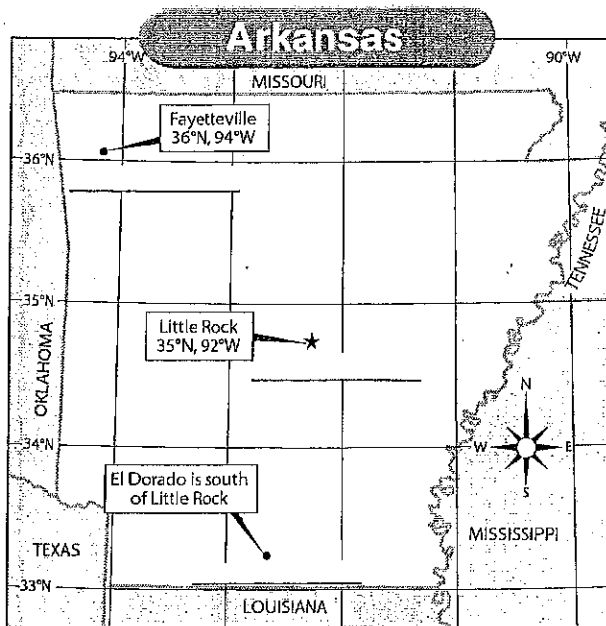 Arkansas
94°W
90°W
MISSOURI
Fayetteville
36°N, 94°W
36°N
TENNESSEE
35°N
OKLAHOMA
Little Rock
35°N, 92°W
N
34°N
W
E
S
El Dorado is south
of Little Rock
TEXAS
MISSISSIPPI
33°N
LOUISIANA